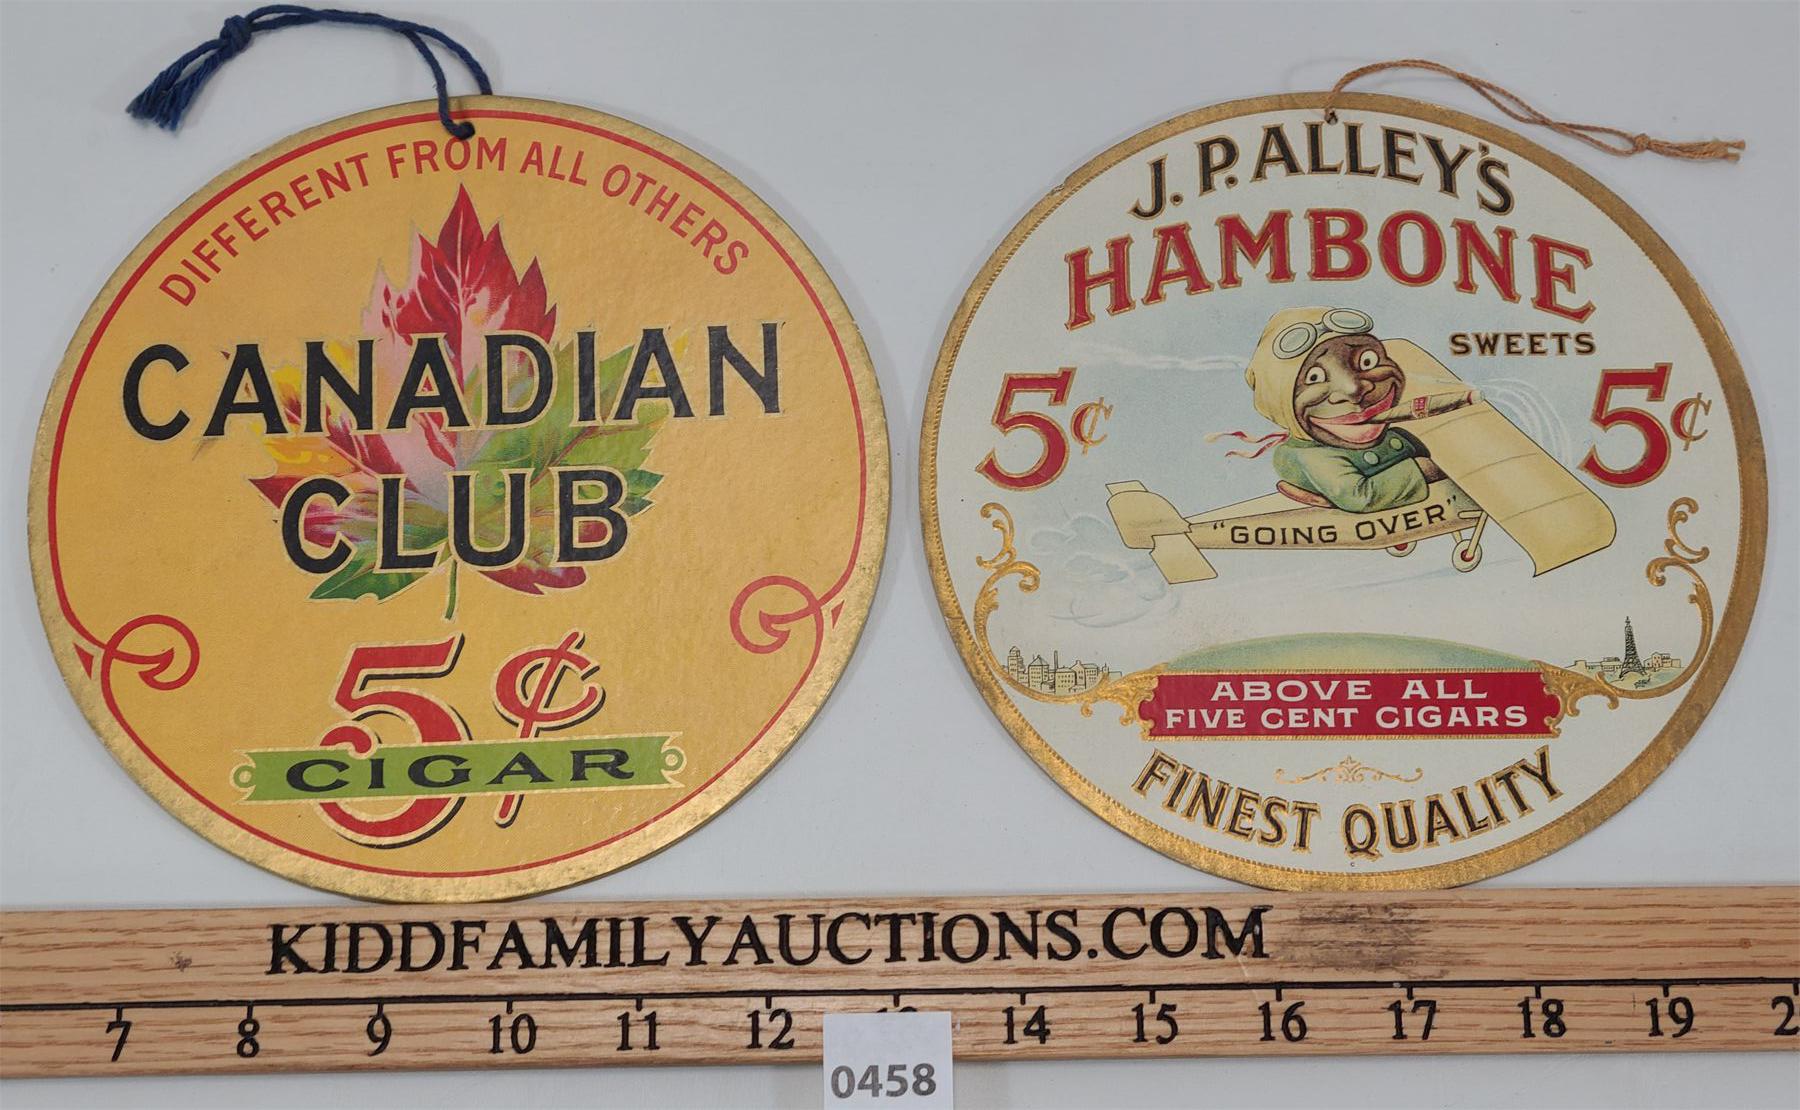 DIFFERENT FROM ALL OTHERS
CANADIAN
CLUB
5¢
CIGAR
J. P. ALLEY'S
HAMBONE
SWEETS
5¢
5¢
"GOING OVER"
ABOVE ALL
FIVE CENT CIGARS
FINEST QUALITY
KIDDFAMILYAUCTIONS.COM
7 8 9 10 11 12 14 15 16 17 18 19
0458